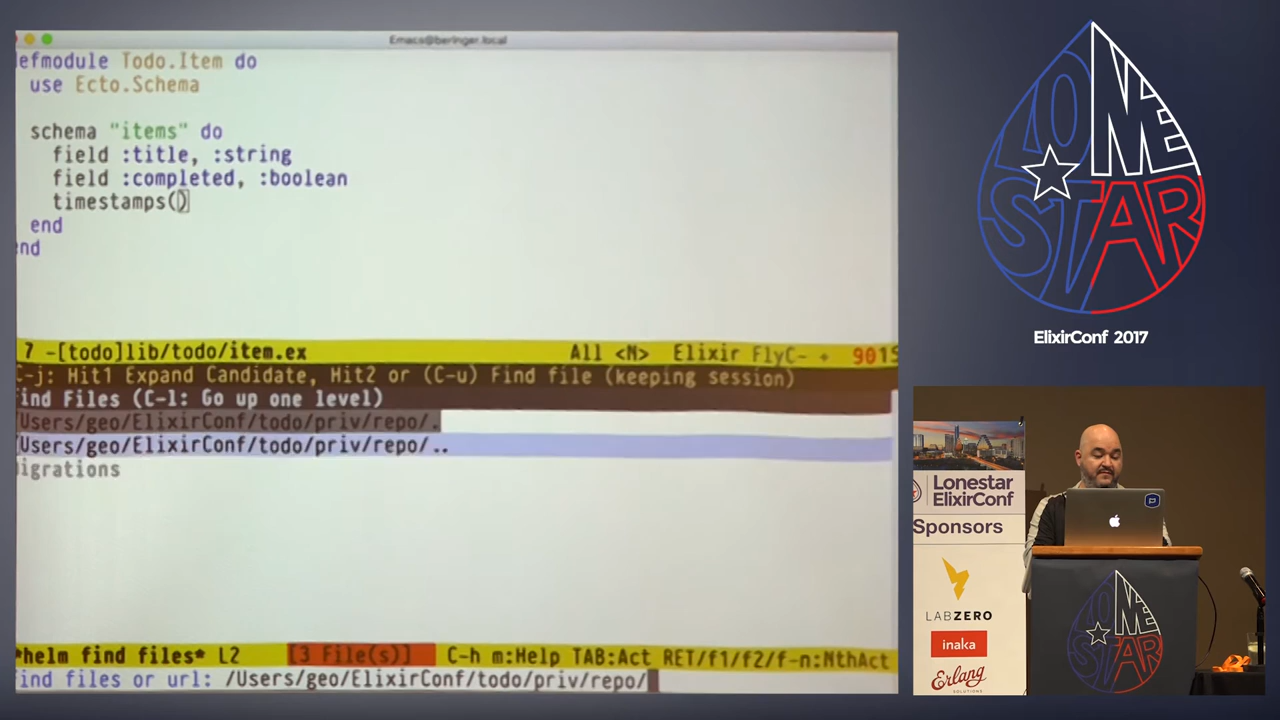 Emacs@beringer.local
efmodule Todo.Item do
use Ecto.Schema
schema "items" do
field :title, :string
field :completed, :boolean
timestamps()
end
nd
7 -[todo]lib/todo/item.ex All <N> Elixir FlyC- + 901S
C-j: Hit1 Expand Candidate, Hit2 or (C-u) Find file (keeping session)
ind Files (C-l: Go up one level)
/Users/geo/ElixirConf/todo/priv/repo/.
/Users/geo/ElixirConf/todo/priv/repo/..
igrations
*helm find files* L2 [3 File(s)] C-h m:Help TAB:Act RET/f1/f2/f-n:NthAct
ind files or url: /Users/geo/ElixirConf/todo/priv/repo/
LONE
STAR
ElixirConf 2017
Lonestar
ElixirConf
Sponsors
LABZERO
inaka
Erlang
SOLUTIONS
LONE
STAR